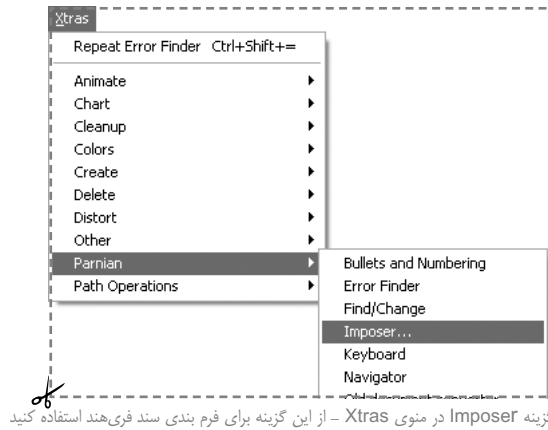 Xtras
Repeat Error Finder Ctrl+Shift+=
Animate
Chart
Cleanup
Colors
Create
Delete
Distort
Other
Parnian
Path Operations
Bullets and Numbering
Error Finder
Find/Change
Imposer...
Keyboard
Navigator
گزینه Imposer در منوی Xtras - از این گزینه برای فرم بندی سند فری‌هند استفاده کنید